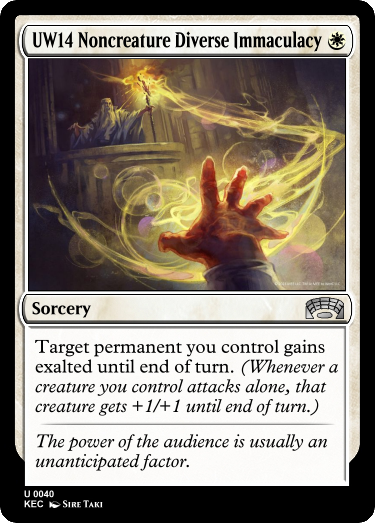 UW14 Noncreature Diverse Immaculacy
Sorcery
Target permanent you control gains
exalted until end of turn. (Whenever a
creature you control attacks alone, that
creature gets +1/+1 until end of turn.)
The power of the audience is usually an
unanticipated factor.
U 0040
KEC Sire Taki